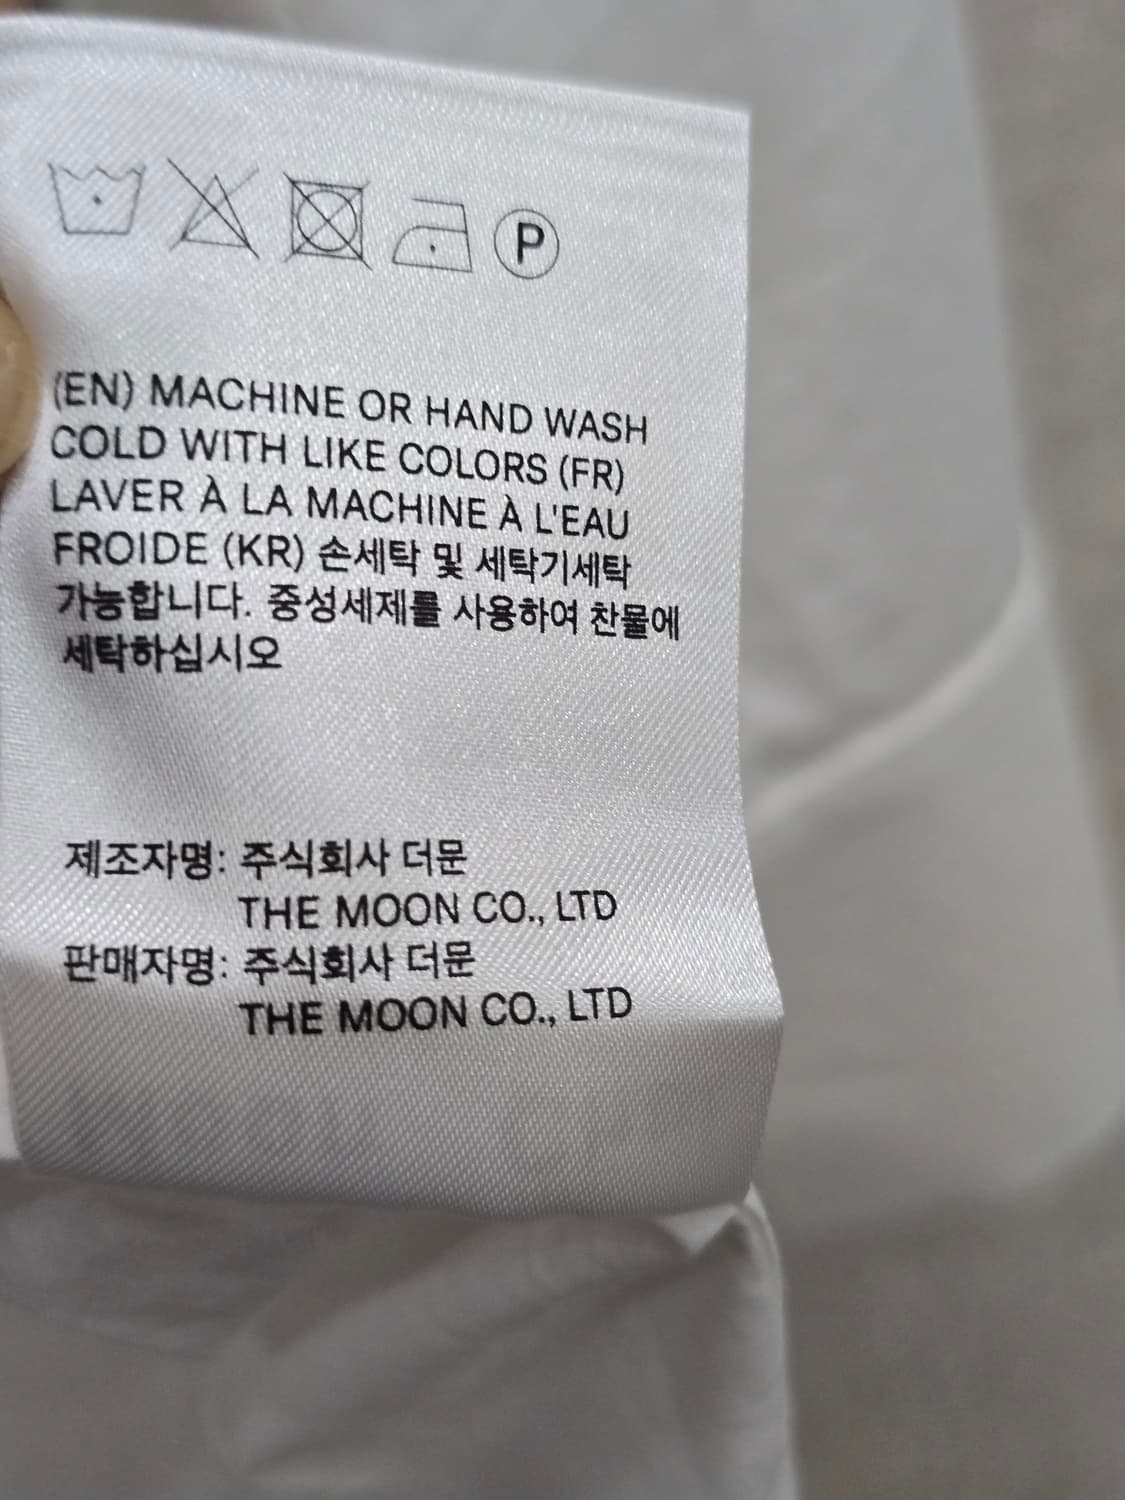 P
(EN) MACHINE OR HAND WASH
COLD WITH LIKE COLORS (FR)
LAVER À LA MACHINE À L'EAU
FROIDE (KR) 손세탁 및 세탁기세탁
가능합니다. 중성세제를 사용하여 찬물에
세탁하십시오
제조자명: 주식회사 더문
THE MOON CO., LTD
판매자명: 주식회사 더문
THE MOON CO., LTD